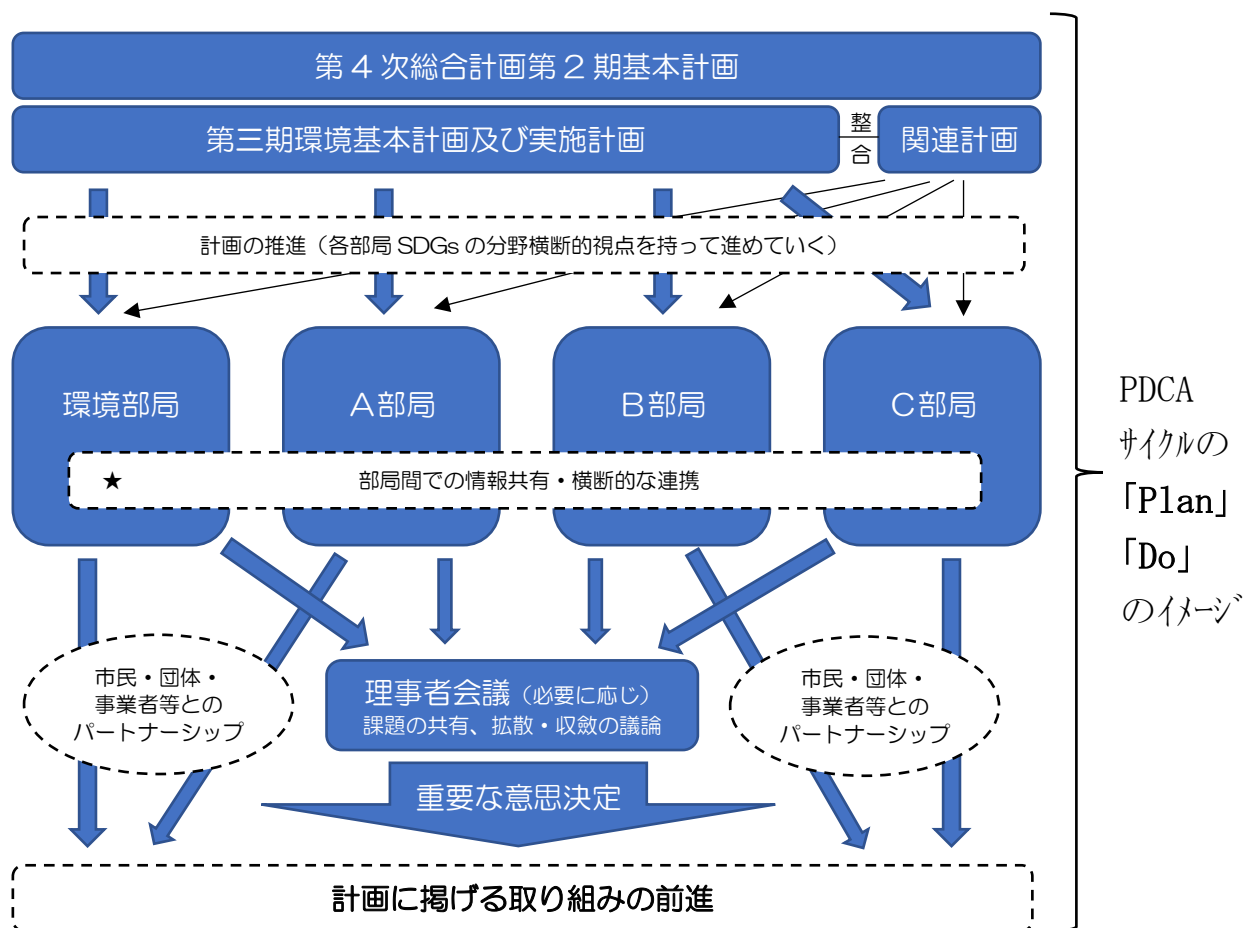 第４次総合計画第２期基本計画
第三期環境基本計画及び実施計画
整
合
関連計画
計画の推進（各部局 SDGs の分野横断的視点を持って進めていく）
環境部局
Ａ部局
Ｂ部局
Ｃ部局
★ 部局間での情報共有・横断的な連携
市民・団体・
事業者等との
パートナーシップ
理事者会議（必要に応じ）
課題の共有、拡散・収斂の議論
市民・団体・
事業者等との
パートナーシップ
重要な意思決定
計画に掲げる取り組みの前進
PDCA
ｻｲｸﾙの
「Plan」
「Do」
のｲﾒｰｼﾞ